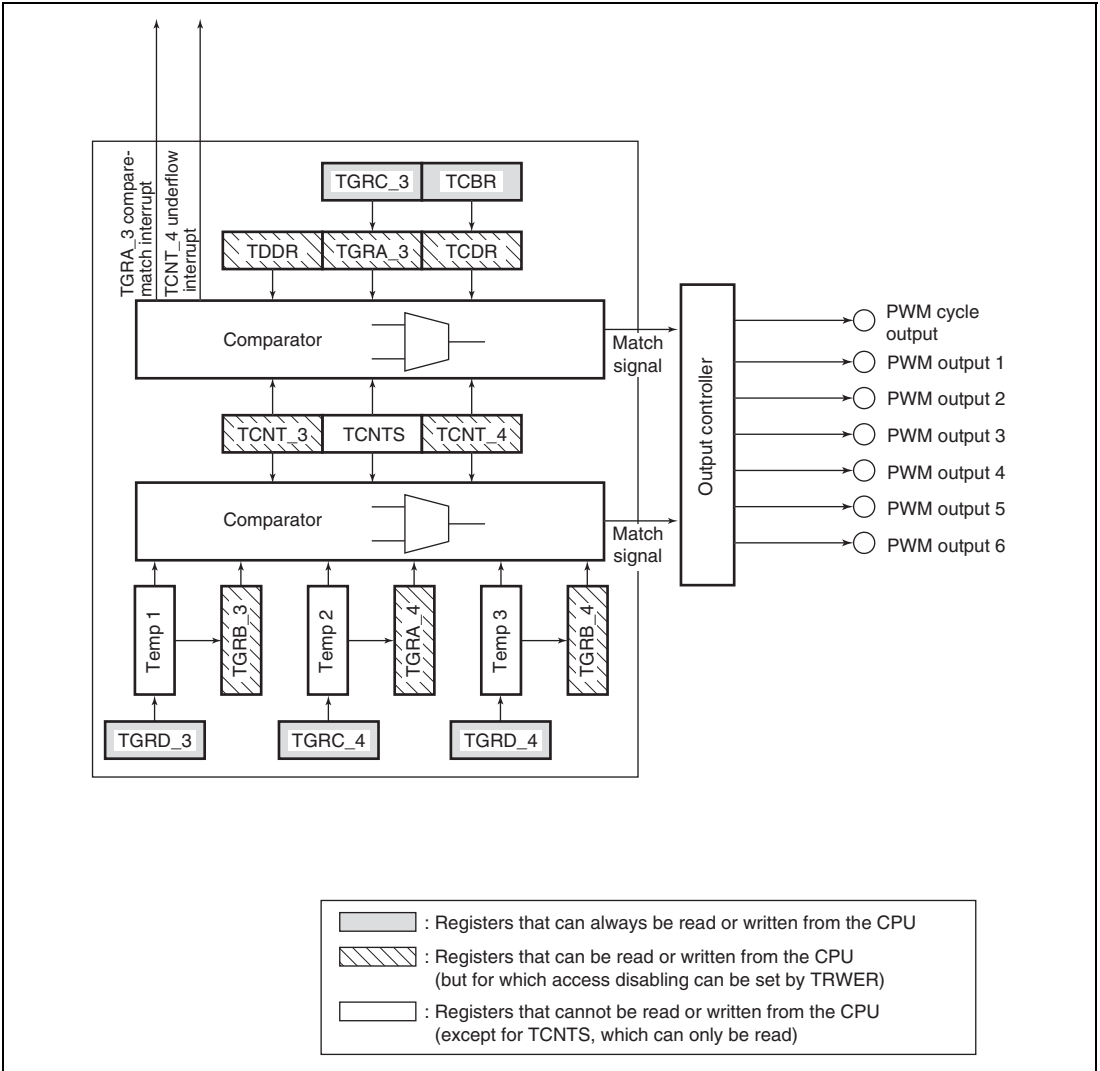 TGRA_3 compare-
match interrupt
TCNT_4 underflow
interrupt
TGRC_3 TCBR
TDDR TGRA_3 TCDR
Comparator
Match
signal
TCNT_3 TCNTS TCNT_4
Comparator
Match
signal
Temp 1 TGRB_3 Temp 2 TGRA_4 Temp 3 TGRB_4
TGRD_3 TGRC_4 TGRD_4
Output controller
PWM cycle
output
PWM output 1
PWM output 2
PWM output 3
PWM output 4
PWM output 5
PWM output 6
: Registers that can always be read or written from the CPU
: Registers that can be read or written from the CPU
(but for which access disabling can be set by TRWER)
: Registers that cannot be read or written from the CPU
(except for TCNTS, which can only be read)